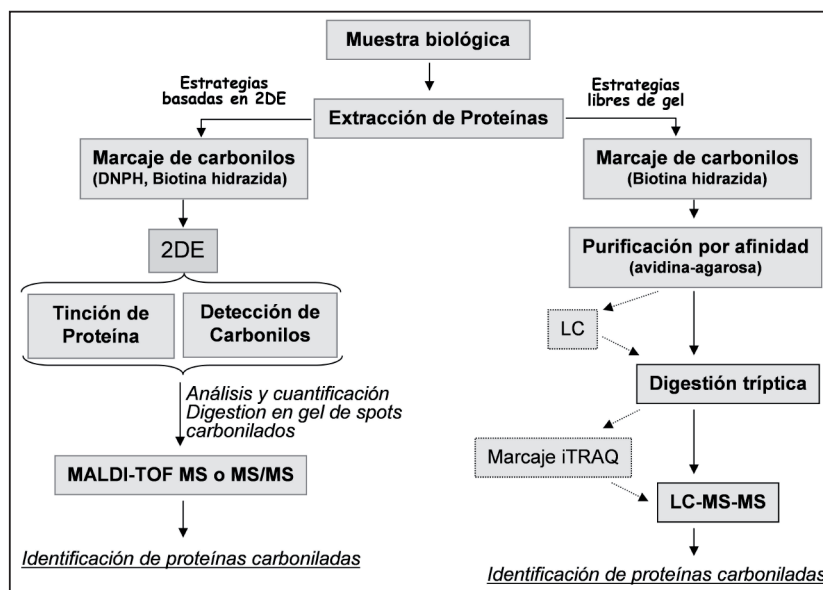 Muestra biológica
Estrategias
basadas en 2DE
Estrategias
libres de gel
Extracción de Proteínas
Marcaje de carbonilos
(DNPH, Biotina hidrazida)
2DE
Tinción de
Proteína
Detección de
Carbonilos
Análisis y cuantificación
Digestion en gel de spots
carbonilados
MALDI-TOF MS o MS/MS
Identificación de proteínas carboniladas
Marcaje de carbonilos
(Biotina hidrazida)
Purificación por afinidad
(avidina-agarosa)
LC
Digestión tríptica
Marcaje iTRAQ
LC-MS-MS
Identificación de proteínas carboniladas